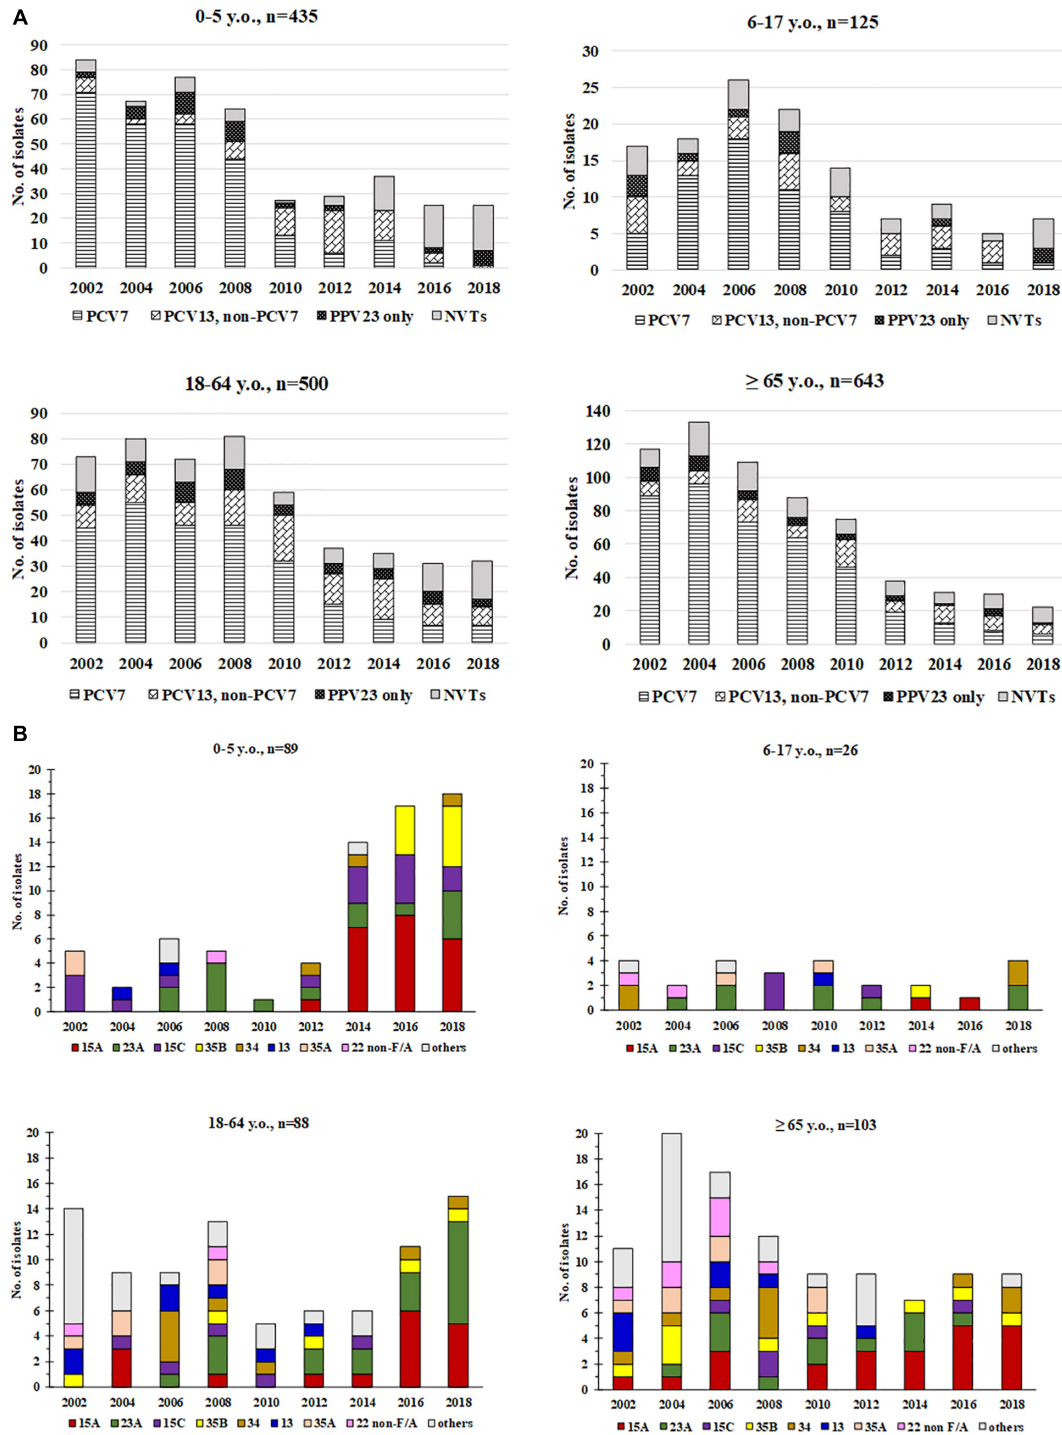 A
0-5 y.o., n=435
No. of isolates
90
80
70
60
50
40
30
20
10
0
2002 2004 2006 2008 2010 2012 2014 2016 2018
PCV7 PCV13, non-PCV7 PPV23 only NVTs
6-17 y.o., n=125
No. of isolates
30
25
20
15
10
5
0
2002 2004 2006 2008 2010 2012 2014 2016 2018
PCV7 PCV13, non-PCV7 PPV23 only NVTs
18-64 y.o., n=500
No. of isolates
90
80
70
60
50
40
30
20
10
0
2002 2004 2006 2008 2010 2012 2014 2016 2018
PCV7 PCV13, non-PCV7 PPV23 only NVTs
≥ 65 y.o., n=643
No. of isolates
140
120
100
80
60
40
20
0
2002 2004 2006 2008 2010 2012 2014 2016 2018
PCV7 PCV13, non-PCV7 PPV23 only NVTs
B
0-5 y.o., n=89
No. of isolates
20
18
16
14
12
10
8
6
4
2
0
2002 2004 2006 2008 2010 2012 2014 2016 2018
15A 23A 15C 35B 34 13 35A 22 non-F/A others
6-17 y.o., n=26
No. of isolates
20
18
16
14
12
10
8
6
4
2
0
2002 2004 2006 2008 2010 2012 2014 2016 2018
15A 23A 15C 35B 34 13 35A 22 non-F/A others
18-64 y.o., n=88
No. of isolates
20
18
16
14
12
10
8
6
4
2
0
2002 2004 2006 2008 2010 2012 2014 2016 2018
15A 23A 15C 35B 34 13 35A 22 non-F/A others
≥ 65 y.o., n=103
No. of isolates
20
18
16
14
12
10
8
6
4
2
0
2002 2004 2006 2008 2010 2012 2014 2016 2018
15A 23A 15C 35B 34 13 35A 22 non F/A others